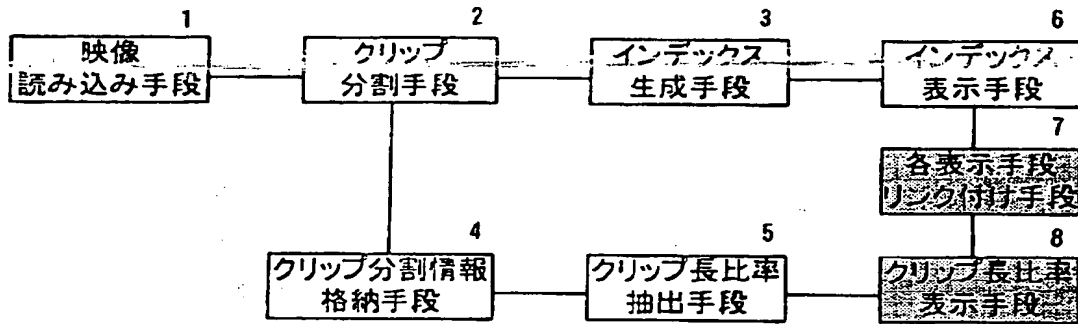 1
映像
読み込み手段
2
クリップ
分割手段
3
インデックス
生成手段
6
インデックス
表示手段
7
各表示手段
リンク付け手段
4
クリップ分割情報
格納手段
5
クリップ長比率
抽出手段
8
クリップ長比率
表示手段